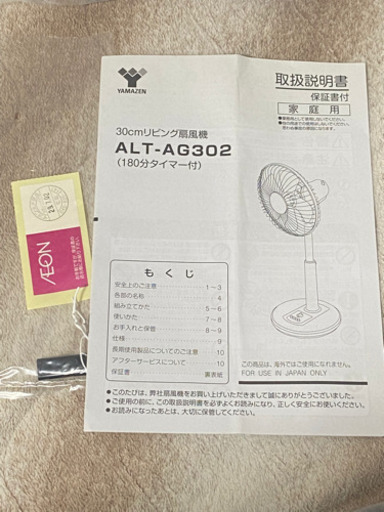 YAMAZEN
取扱説明書
保証書付
家庭用
30cmリビング扇風機
ALT-AG302
(180分タイマー付)
ÆON
もくじ
安全上のご注意 1~3
各部の名称 4
組み立てかた 5~6
使いかた 7~8
お手入れと保管 8~9
仕様 9
長期使用製品についてのご注意 10
アフターサービスについて 10
保証書 裏表紙
この商品は、海外ではご使用になれません。
FOR USE IN JAPAN ONLY
●このたびは、弊社扇風機をお買い上げいただきまして誠にありがとうございます。
●ご使用の前に、この取扱説明書を必ずよくお読みになり、正しく安全にお使いください。
●お読みになったあとは、大切に保管してください。